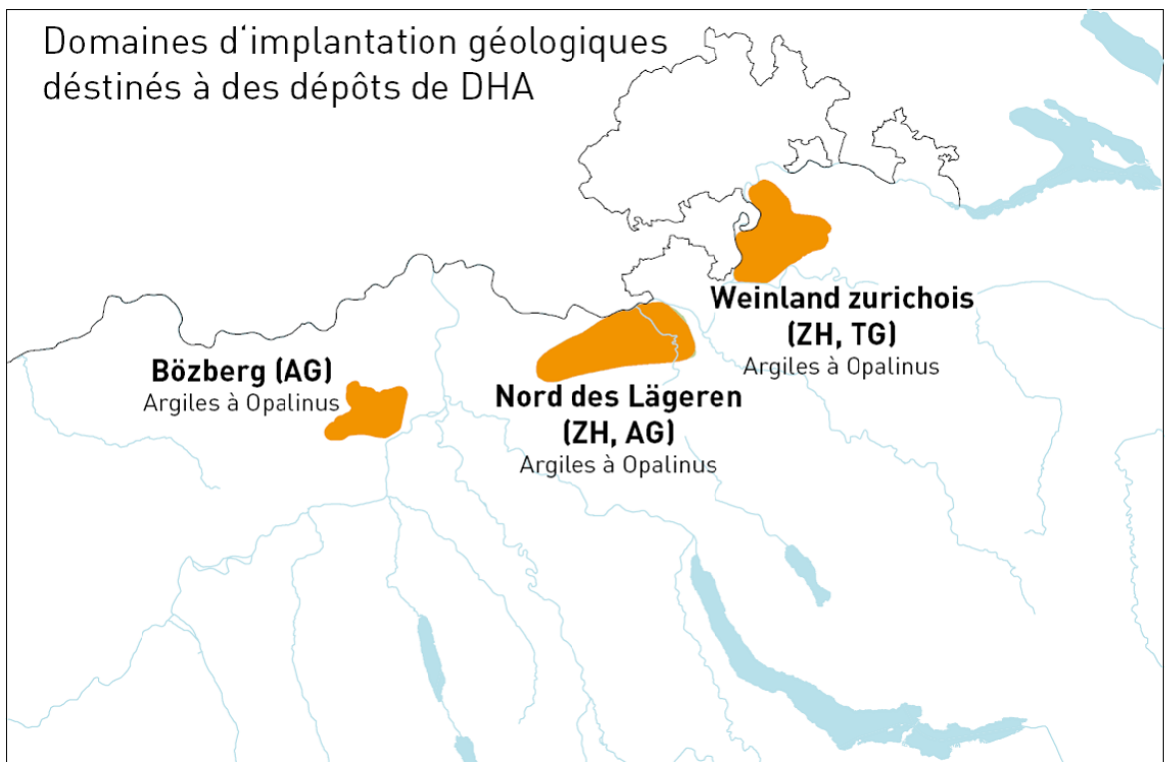 Domaines d'implantation géologiques
déstinés à des dépôts de DHA
Weinland zurichois
(ZH, TG)
Argiles à Opalinus
Bözberg (AG)
Argiles à Opalinus
Nord des Lägeren
(ZH, AG)
Argiles à Opalinus